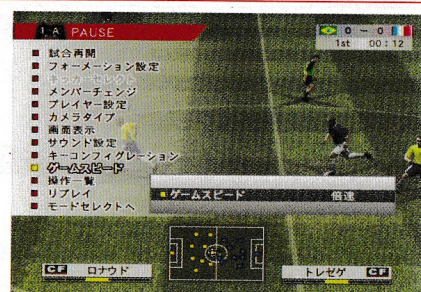 1 A PAUSE
0 - 0
1st 00:12
試合再開
フォーメーション設定
キッカーセレクト
メンバーチェンジ
プレイヤー設定
カメラタイプ
画面表示
サウンド設定
キーコンフィグレーション
ゲームスピード
操作一覧
リプレイ
モードセレクトへ
ゲームスピード 倍速
CF ロナウド
トレゼゲ CF